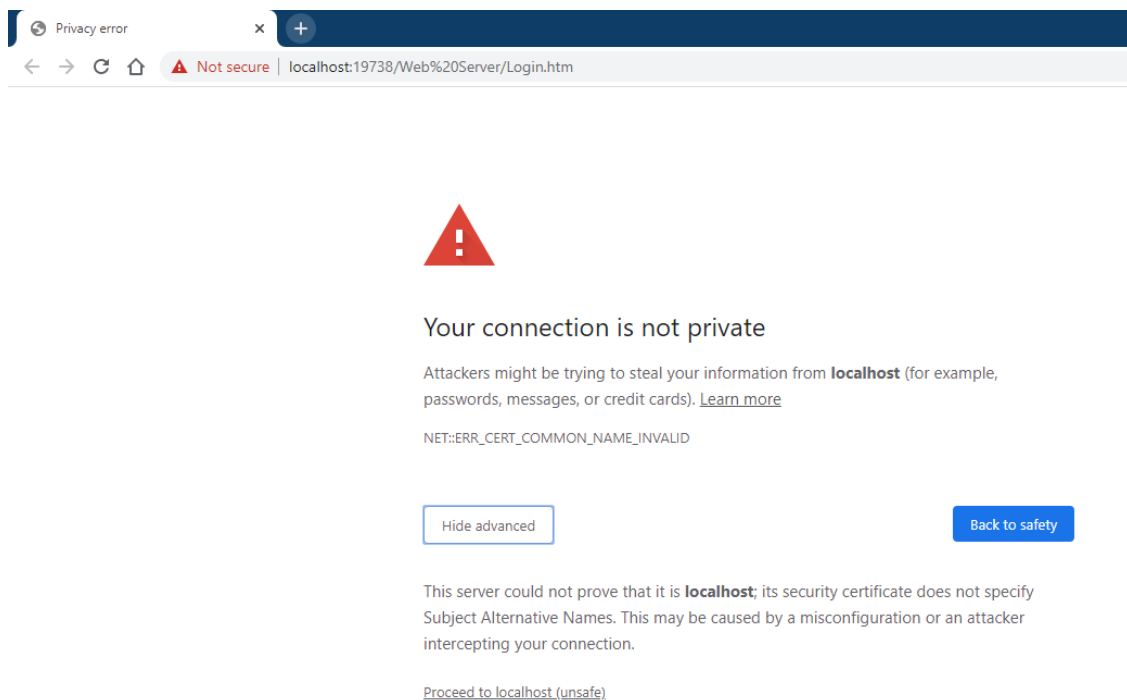 Privacy error
Not secure | localhost:19738/Web%20Server/Login.htm
Your connection is not private
Attackers might be trying to steal your information from localhost (for example,
passwords, messages, or credit cards). Learn more
NET::ERR_CERT_COMMON_NAME_INVALID
Hide advanced
Back to safety
This server could not prove that it is localhost; its security certificate does not specify
Subject Alternative Names. This may be caused by a misconfiguration or an attacker
intercepting your connection.
Proceed to localhost (unsafe)